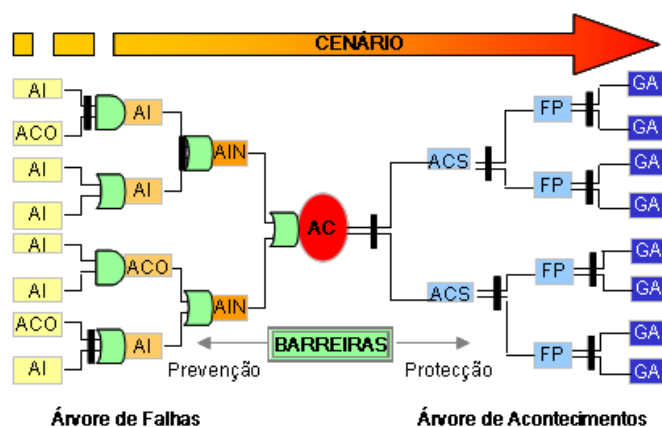 CENÁRIO
AI
ACO
AI
AI
AI
AI
ACO
AI
AI
AI
ACO
AI
AIN
AIN
AC
ACS
ACS
FP
FP
FP
FP
GA
GA
GA
GA
GA
GA
GA
GA
BARREIRAS
Prevenção
Protecção
Árvore de Falhas
Árvore de Acontecimentos